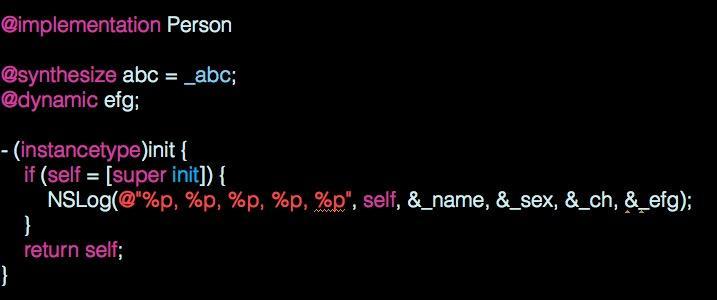 @implementation Person
@synthesize abc = _abc;
@dynamic efg;
- (instancetype)init {
if (self = [super init]) {
NSLog(@"%p, %p, %p, %p, %p", self, &_name, &_sex, &_ch, &_efg);
}
return self;
}